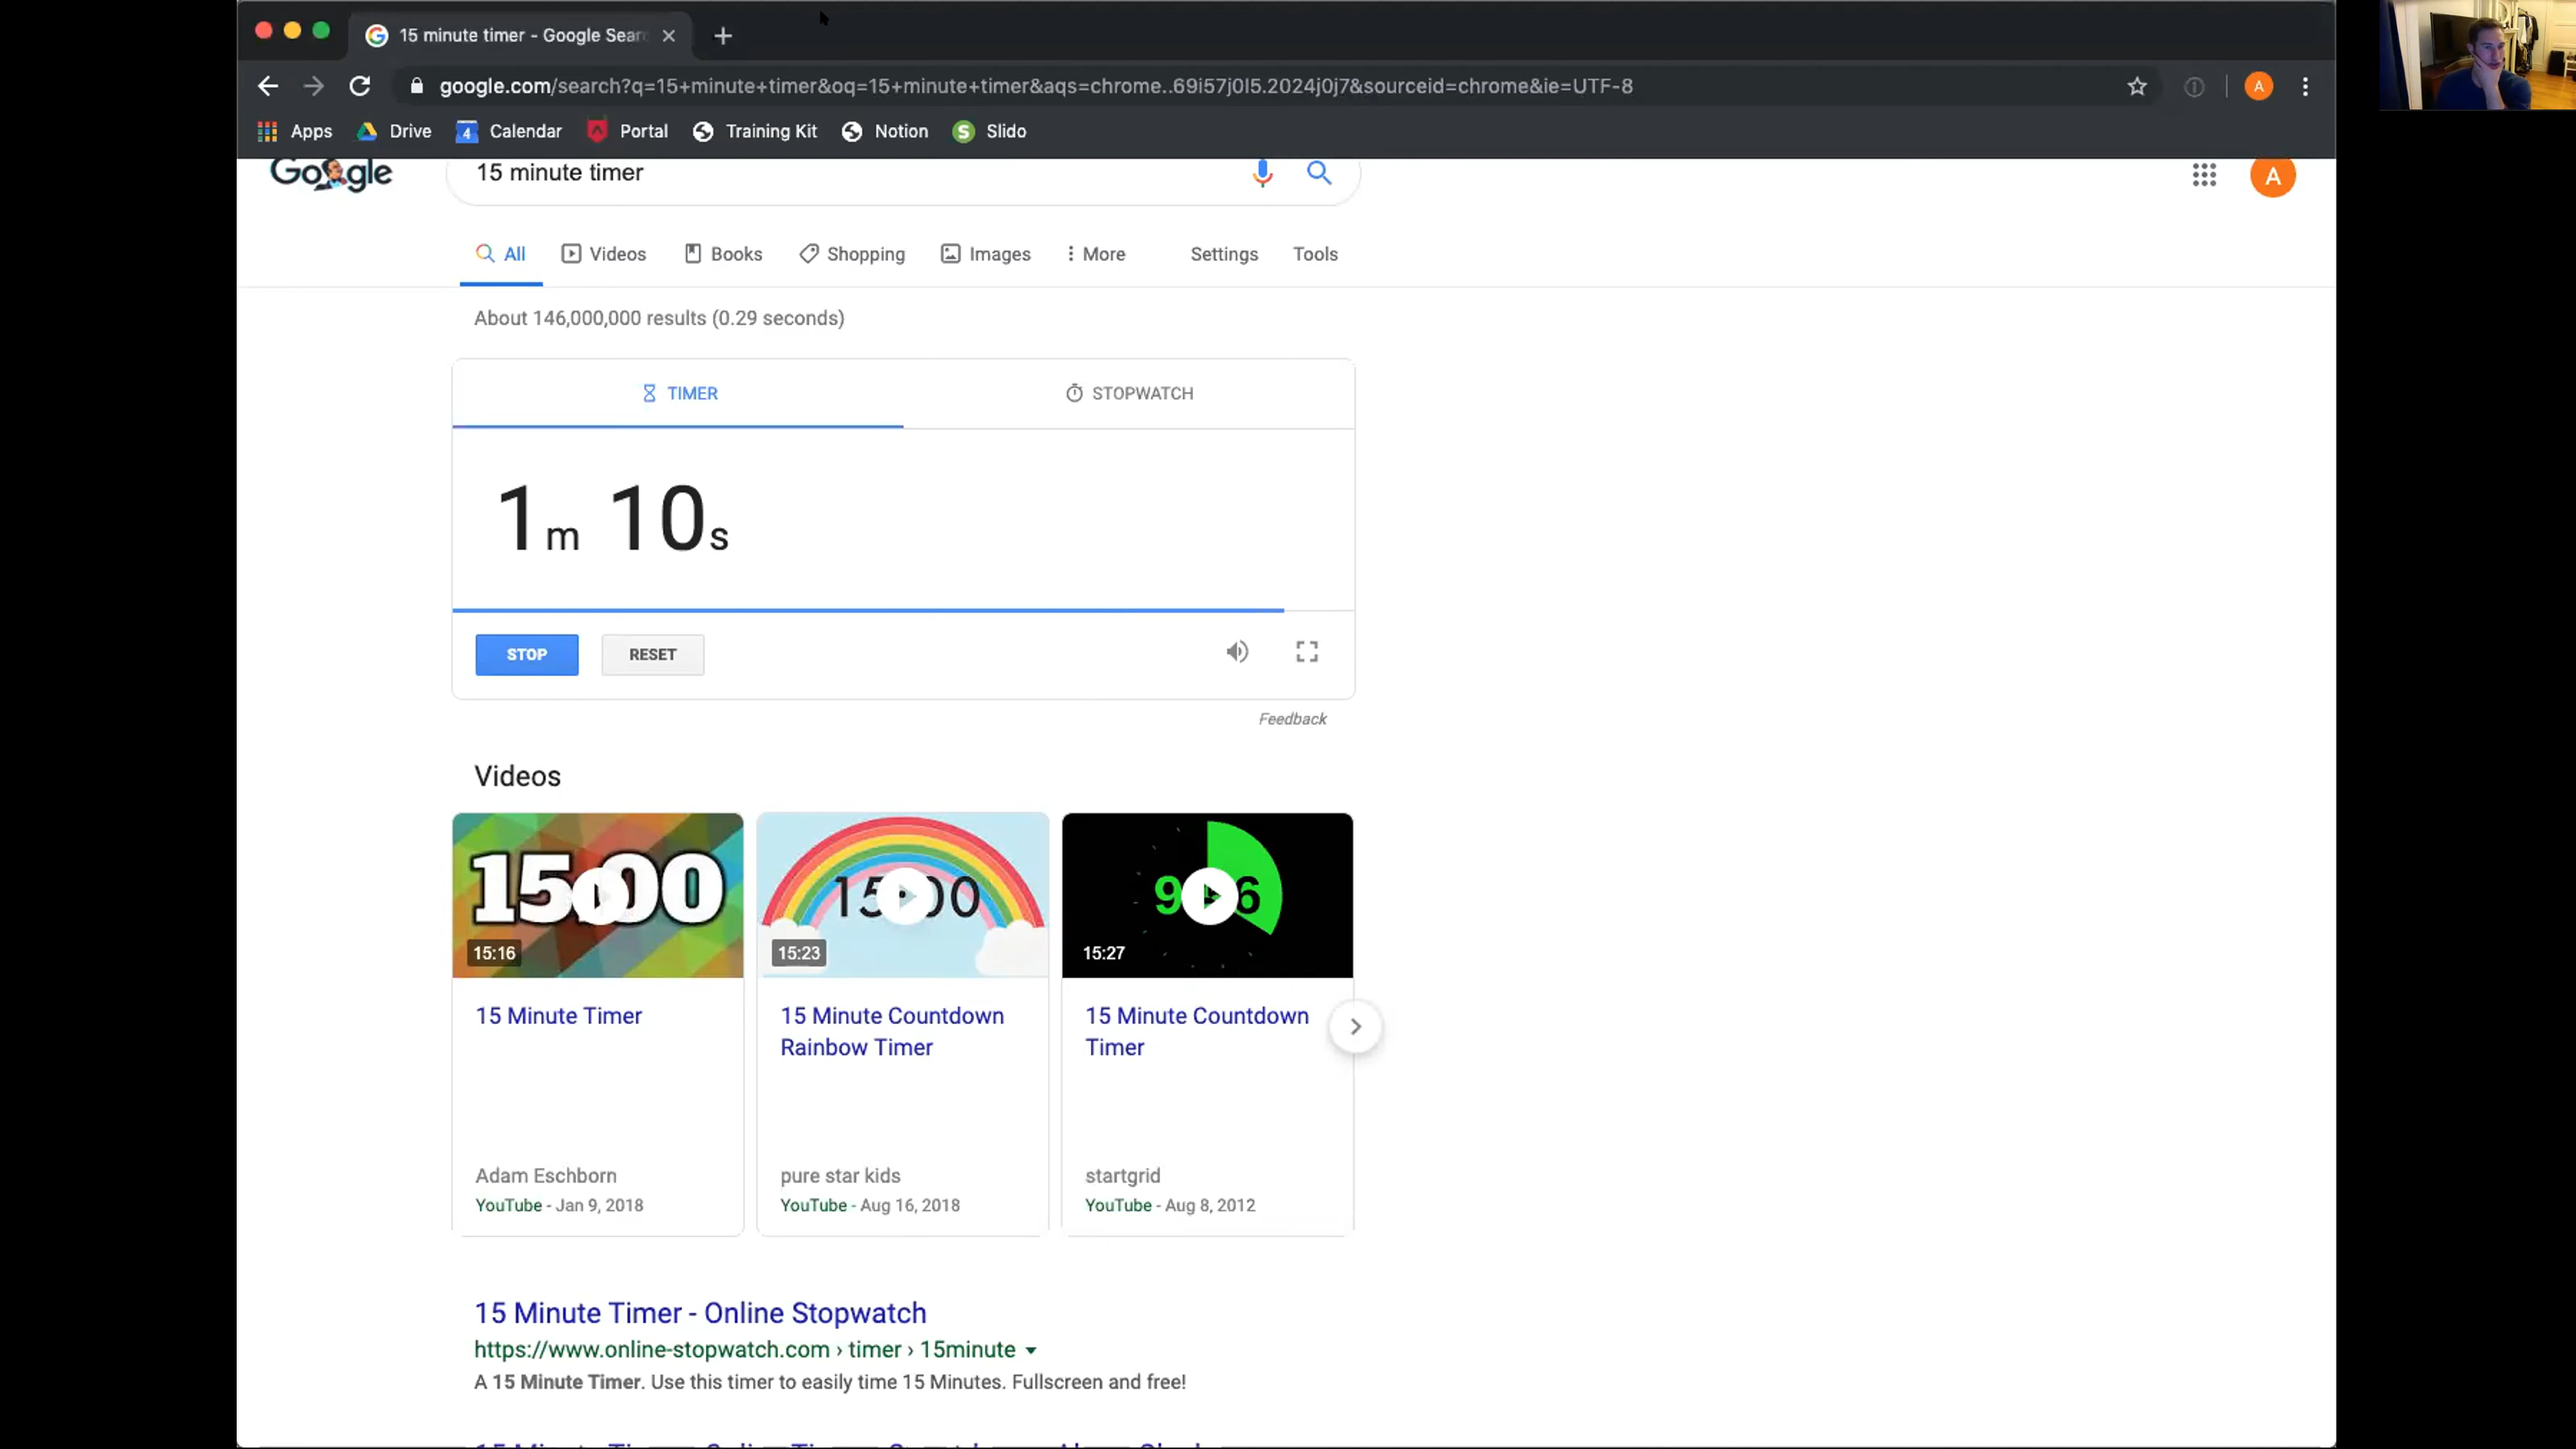 15 minute timer - Google Sear
google.com/search?q=15+minute+timer&oq=15+minute+timer&aqs=chrome..69i57j0l5.2024j0j7&sourceid=chrome&ie=UTF-8
A
Apps Drive 4 Calendar Portal Training Kit Notion S Slido
Google 15 minute timer A
All Videos Books Shopping Images More Settings Tools
About 146,000,000 results (0.29 seconds)
TIMER STOPWATCH
1m 10s
STOP RESET
Feedback
Videos
15:00 15:00 9 6
15:16 15:23 15:27
15 Minute Timer 15 Minute Countdown 15 Minute Countdown
Rainbow Timer Timer
Adam Eschborn pure star kids startgrid
YouTube - Jan 9, 2018 YouTube - Aug 16, 2018 YouTube - Aug 8, 2012
15 Minute Timer - Online Stopwatch
https://www.online-stopwatch.com › timer › 15minute
A 15 Minute Timer. Use this timer to easily time 15 Minutes. Fullscreen and free!